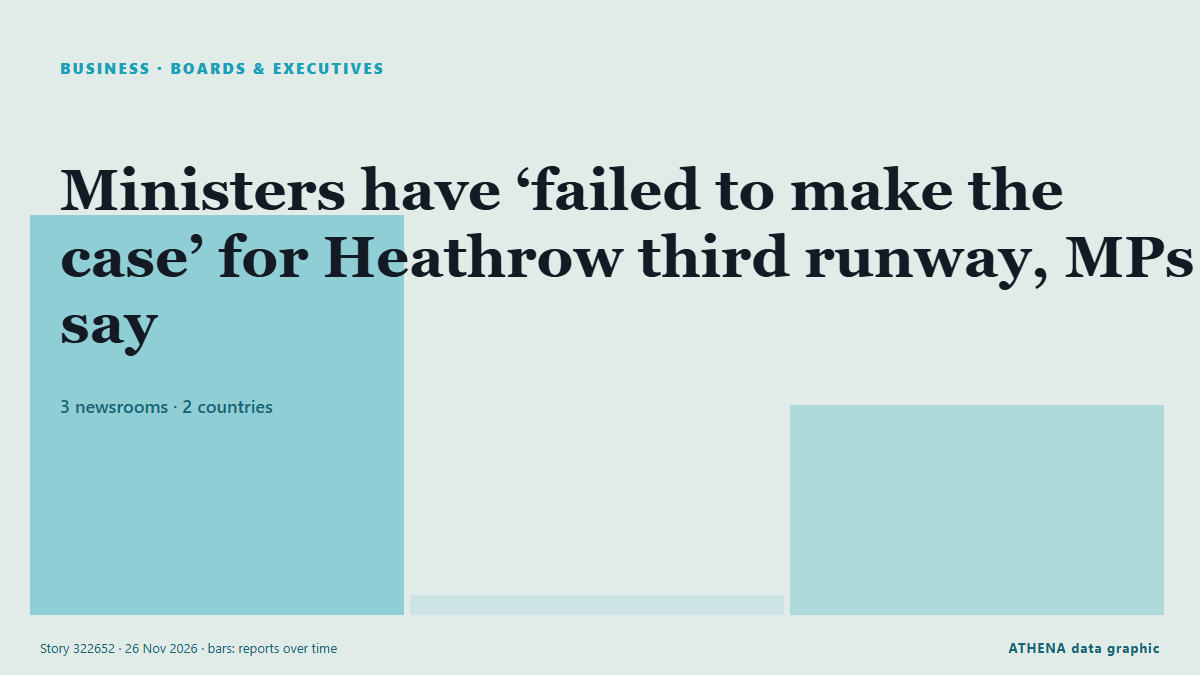 BUSINESS · BOARDS & EXECUTIVES
Ministers have ‘failed to make the
case’ for Heathrow third runway, MPs
say
3 newsrooms · 2 countries
Story 322652 · 26 Nov 2026 · bars: reports over time
ATHENA data graphic